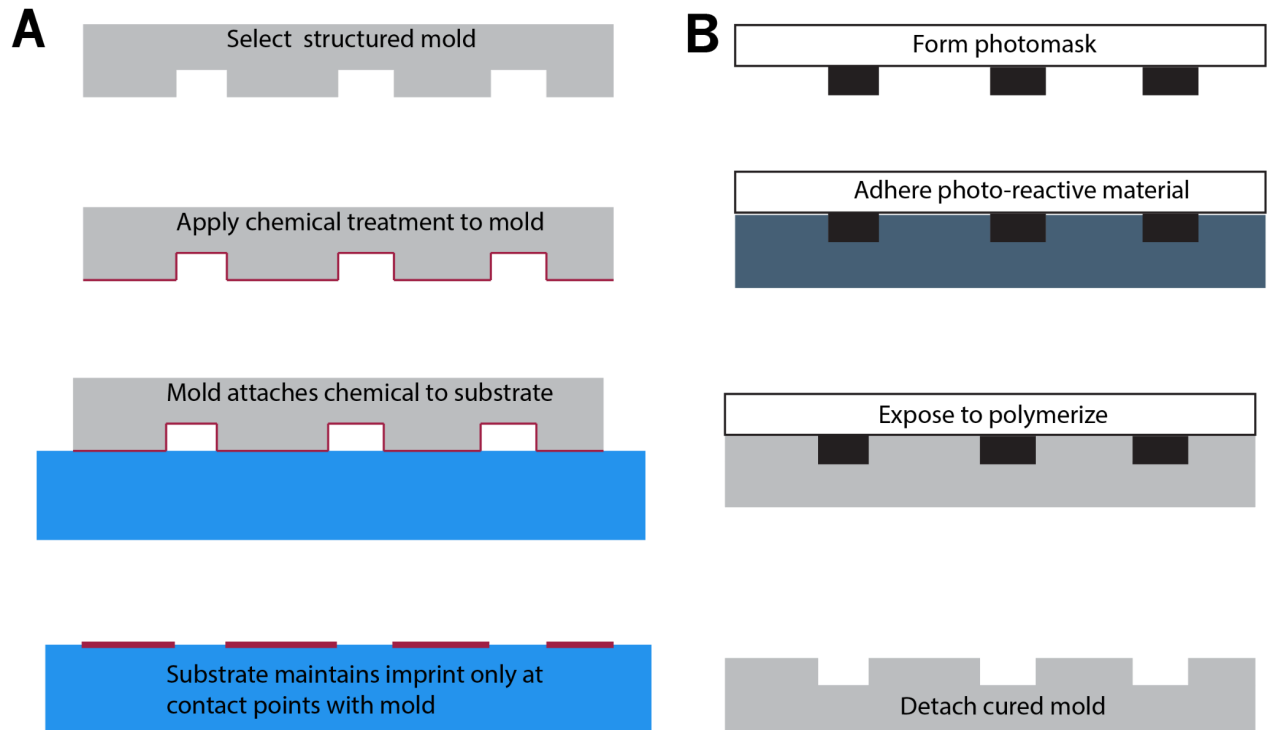 A
Select structured mold
Apply chemical treatment to mold
Mold attaches chemical to substrate
Substrate maintains imprint only at
contact points with mold
B
Form photomask
Adhere photo-reactive material
Expose to polymerize
Detach cured mold